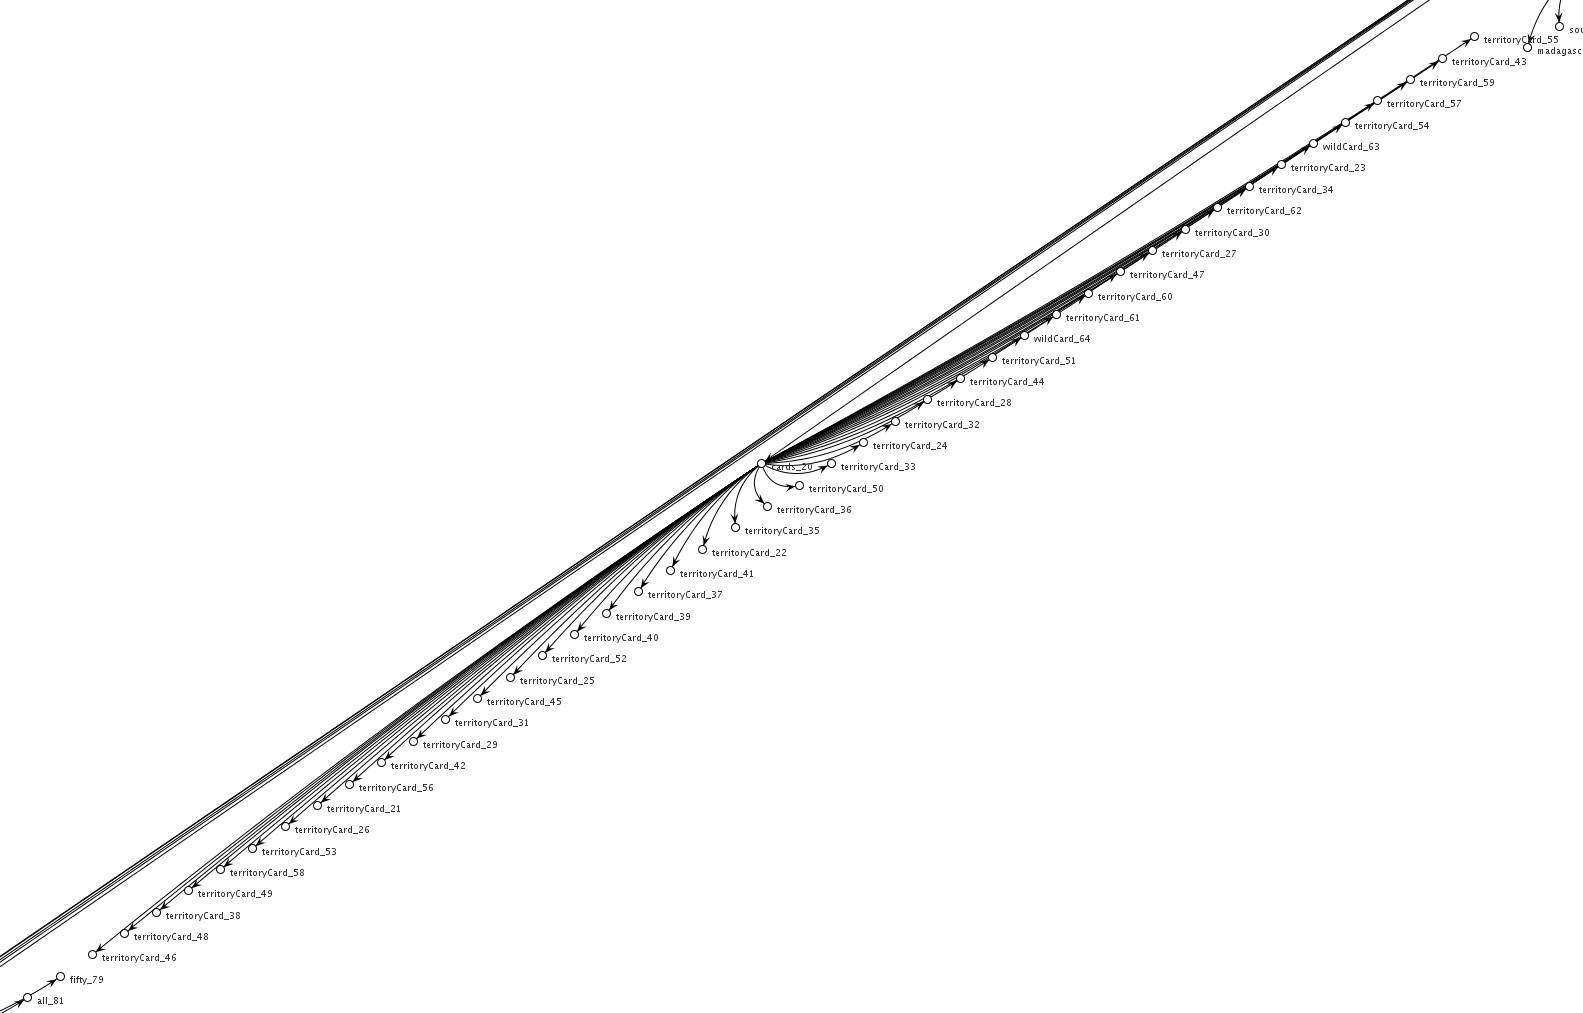 sou
territoryCard_55
madagasc
territoryCard_43
territoryCard_59
territoryCard_57
territoryCard_54
wildCard_63
territoryCard_23
territoryCard_34
territoryCard_62
territoryCard_30
territoryCard_27
territoryCard_47
territoryCard_60
territoryCard_61
wildCard_64
territoryCard_51
territoryCard_44
territoryCard_28
territoryCard_32
territoryCard_24
cards_20
territoryCard_33
territoryCard_50
territoryCard_36
territoryCard_35
territoryCard_22
territoryCard_41
territoryCard_37
territoryCard_39
territoryCard_40
territoryCard_52
territoryCard_25
territoryCard_45
territoryCard_31
territoryCard_29
territoryCard_42
territoryCard_56
territoryCard_21
territoryCard_26
territoryCard_53
territoryCard_58
territoryCard_49
territoryCard_38
territoryCard_48
territoryCard_46
fifty_79
all_81